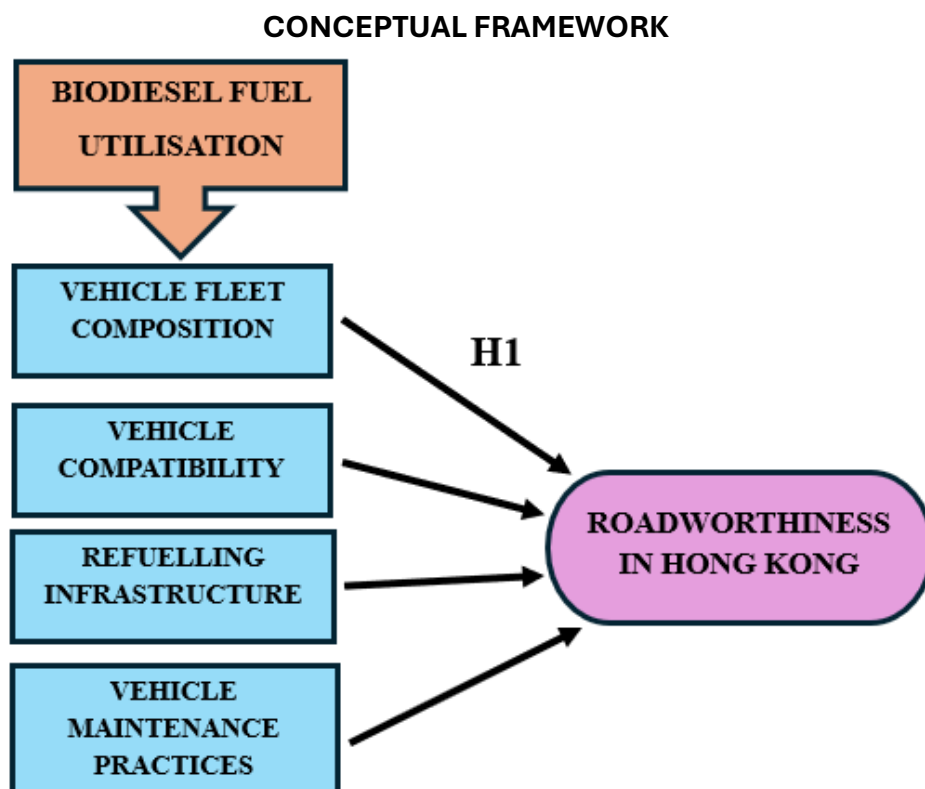 CONCEPTUAL FRAMEWORK
BIODIESEL FUEL
UTILISATION
VEHICLE FLEET
COMPOSITION
H1
VEHICLE
COMPATIBILITY
REFUELLING
INFRASTRUCTURE
VEHICLE
MAINTENANCE
PRACTICES
ROADWORTHINESS
IN HONG KONG